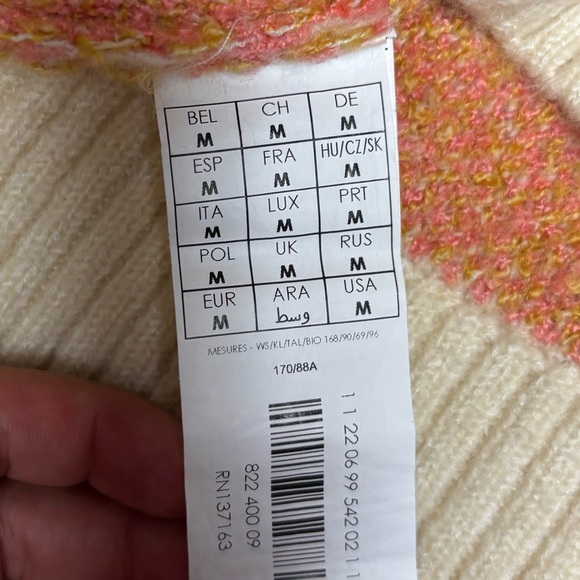 BEL CH DE
M M M
ESP FRA HU/CZ/SK
M M M
ITA LUX PRT
M M M
POL UK RUS
M M M
EUR ARA USA
M وسط M
MESURES - WS/KL/TAL/BIO 168/90/69/96
170/88A
1 1 22 06 99 542 02 1 1
822 400 09
RN137163